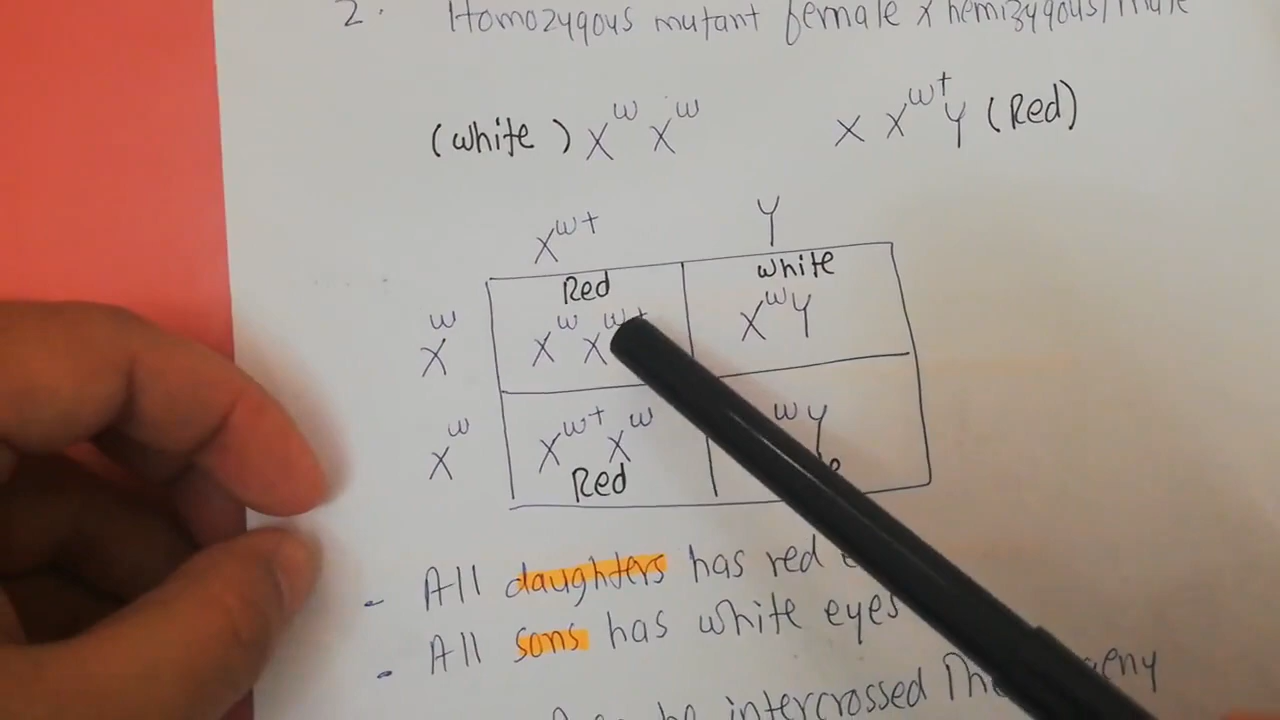 2. Homozygous mutant female x hemizygous
(white) X^w X^w x X^w+ Y (Red)
X^w+ Y
Red white
X^w X^w+ X^w Y
X^w
X^w+ X^w w Y
X^w
Red
- All daughters has red
- All sons has white eyes
intercrossed